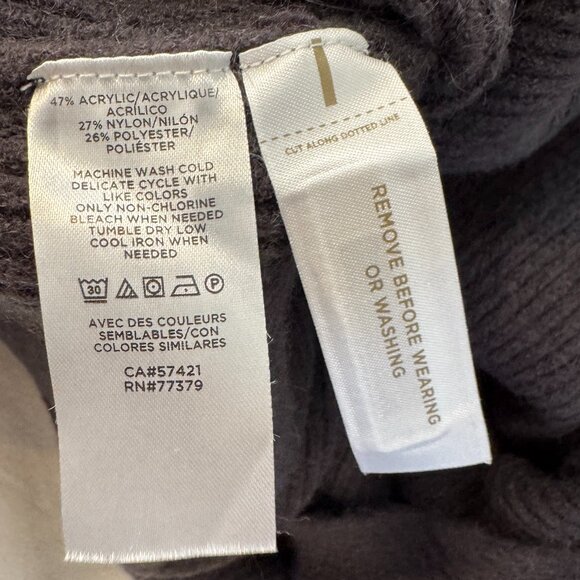 47% ACRYLIC/ACRYLIQUE/
ACRÍLICO
27% NYLON/NILÓN
26% POLYESTER/
POLIÉSTER
MACHINE WASH COLD
DELICATE CYCLE WITH
LIKE COLORS
ONLY NON-CHLORINE
BLEACH WHEN NEEDED
TUMBLE DRY LOW
COOL IRON WHEN
NEEDED
30
P
AVEC DES COULEURS
SEMBLABLES/CON
COLORES SIMILARES
CA#57421
RN#77379
CUT ALONG DOTTED LINE
REMOVE BEFORE WEARING
OR WASHING